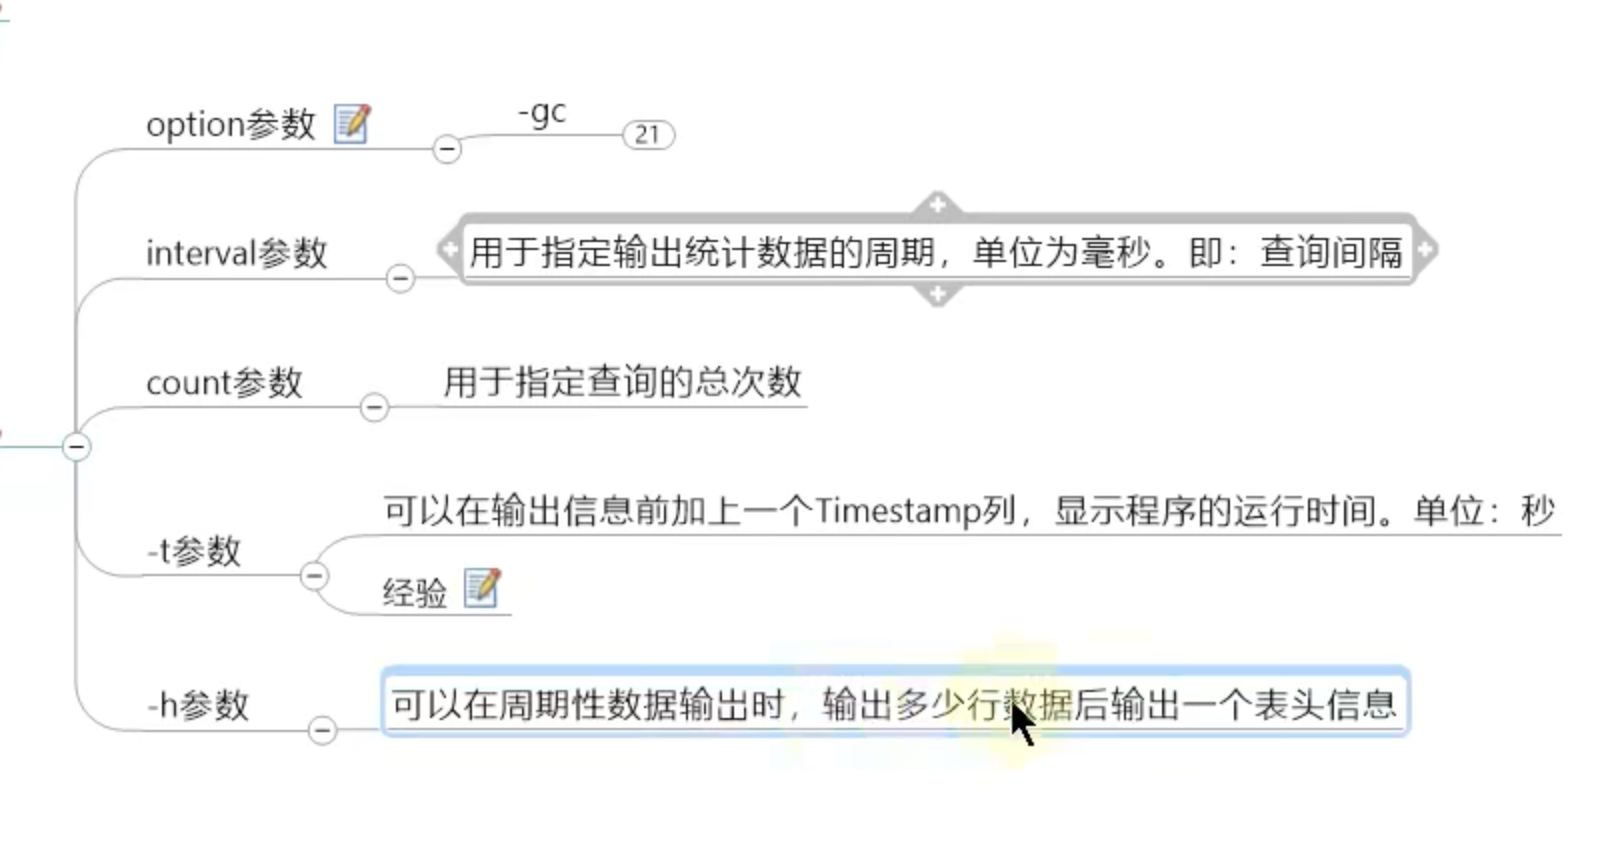 option参数
-gc
21
interval参数
用于指定输出统计数据的周期，单位为毫秒。即：查询间隔
count参数
用于指定查询的总次数
-t参数
可以在输出信息前加上一个Timestamp列，显示程序的运行时间。单位：秒
经验
-h参数
可以在周期性数据输出时，输出多少行数据后输出一个表头信息